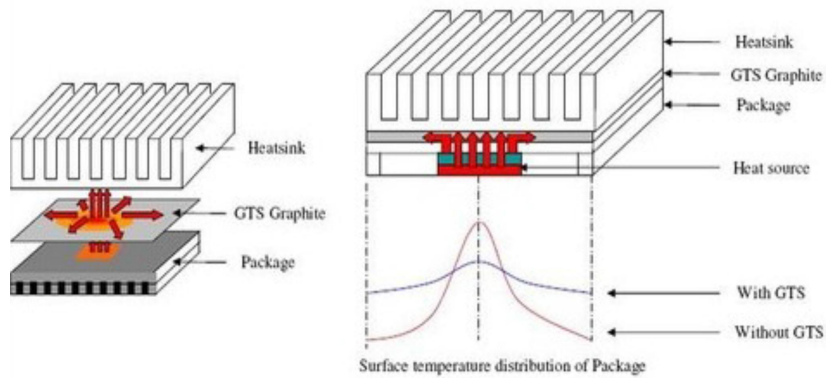 Heatsink
GTS Graphite
Package
Heatsink
GTS Graphite
Package
Heat source
With GTS
Without GTS
Surface temperature distribution of Package